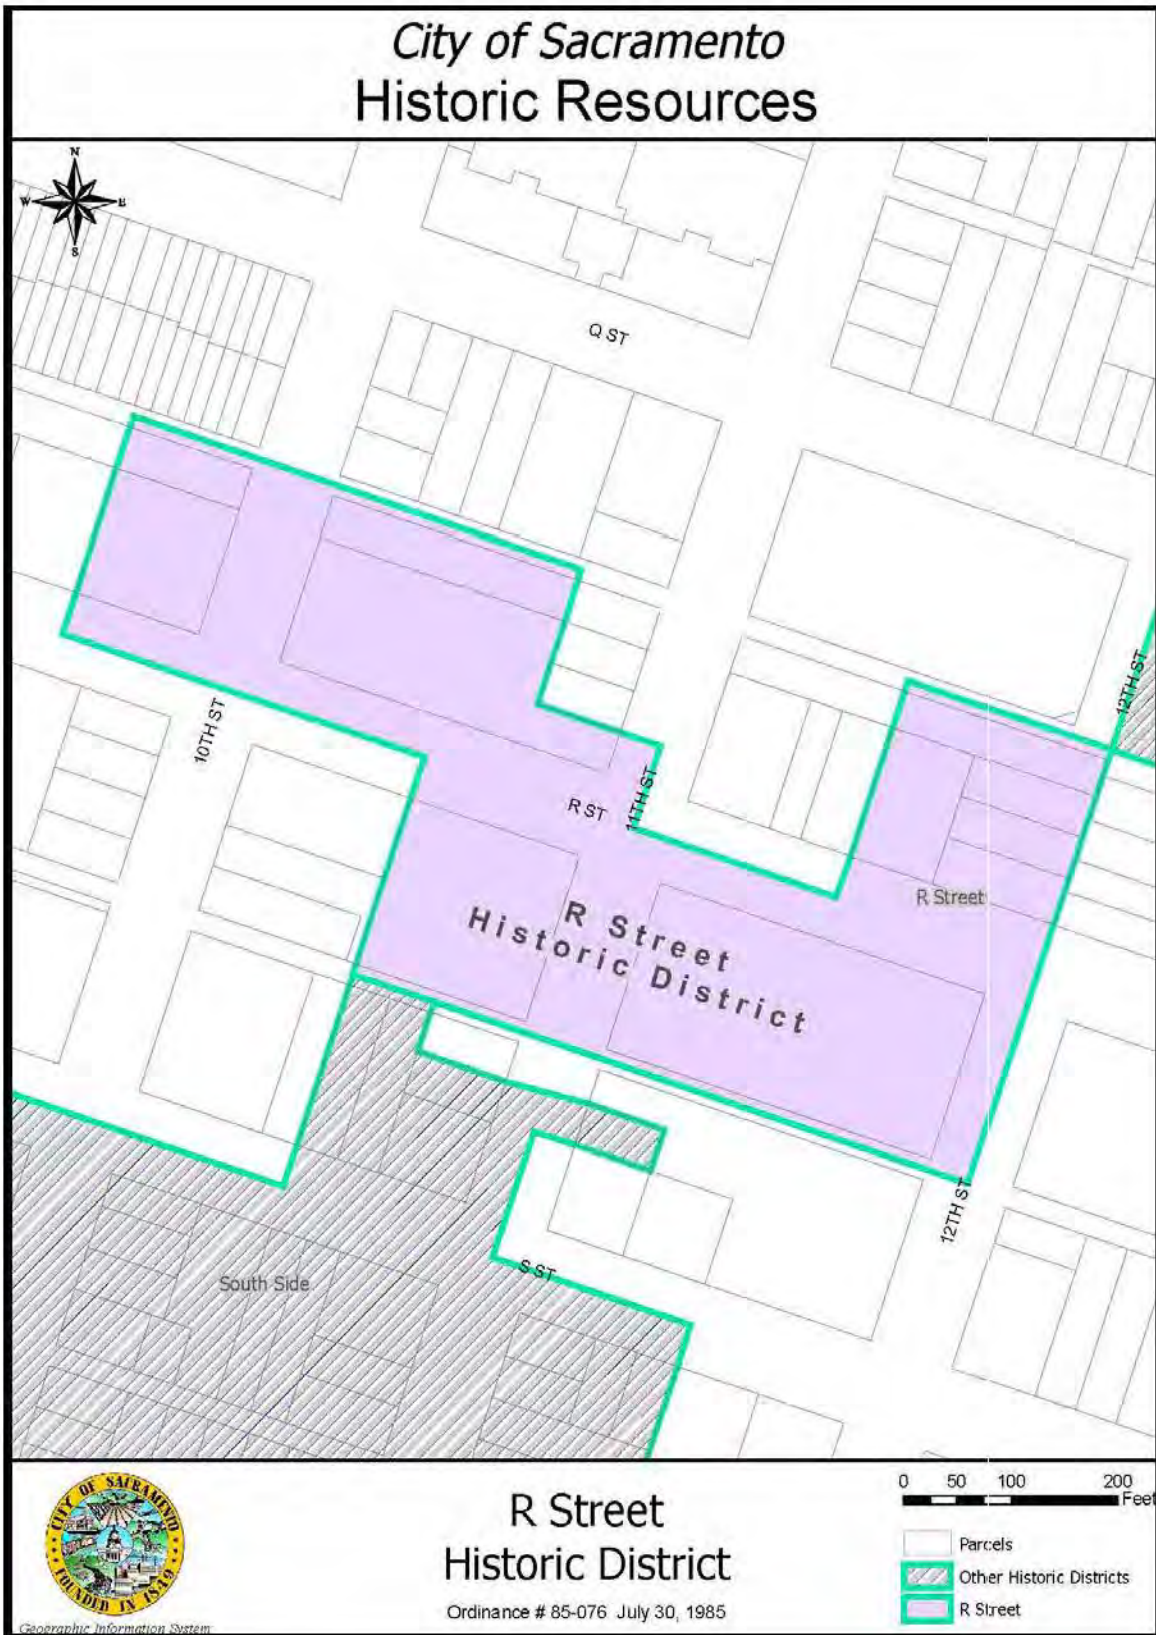 City of Sacramento
Historic Resources
N
W
E
S
Q ST
12TH ST
10TH ST
R ST
11TH ST
R Street
R Street
Historic District
12TH ST
S ST
South Side
CITY OF SACRAMENTO
FOUNDED IN 1849
Geographic Information System
R Street
Historic District
Ordinance # 85-076 July 30, 1985
0 50 100 200
Feet
Parcels
Other Historic Districts
R Street